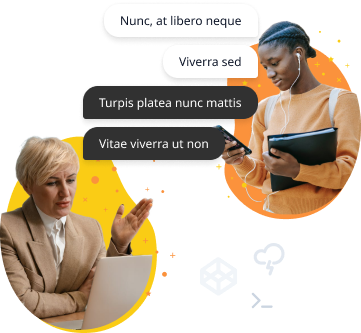 Nunc, at libero neque
Viverra sed
Turpis platea nunc mattis
Vitae viverra ut non